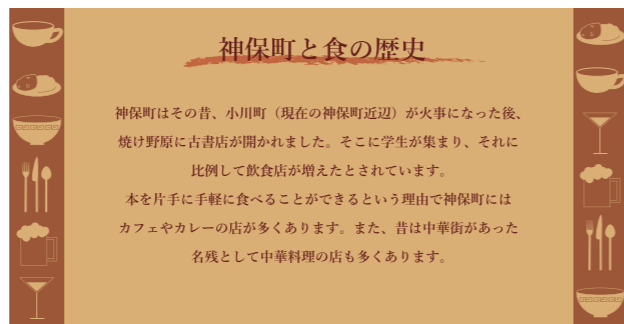 神保町と食の歴史
神保町はその昔、小川町（現在の神保町近辺）が火事になった後、
焼け野原に古書店が開かれました。そこに学生が集まり、それに
比例して飲食店が増えたとされています。
本を片手に手軽に食べることができるという理由で神保町には
カフェやカレーの店が多くあります。また、昔は中華街があった
名残として中華料理の店も多くあります。